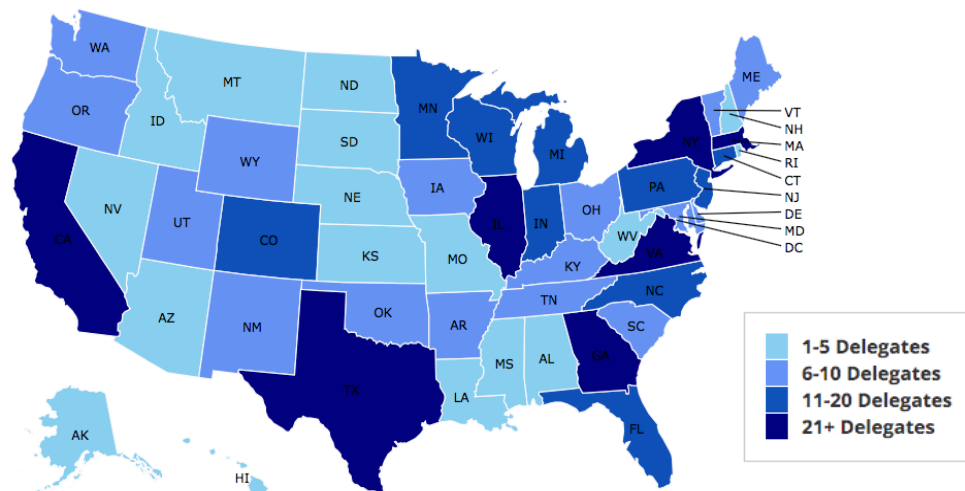 WA
MT
ND
MN
ME
OR
ID
SD
WI
MI
NY
VT
NH
MA
RI
CT
NJ
DE
MD
DC
WY
IA
NE
PA
NV
UT
CO
IL
IN
OH
WV
VA
CA
KS
MO
KY
NC
AZ
NM
OK
AR
TN
SC
MS
AL
GA
TX
LA
FL
AK
HI
1-5 Delegates
6-10 Delegates
11-20 Delegates
21+ Delegates